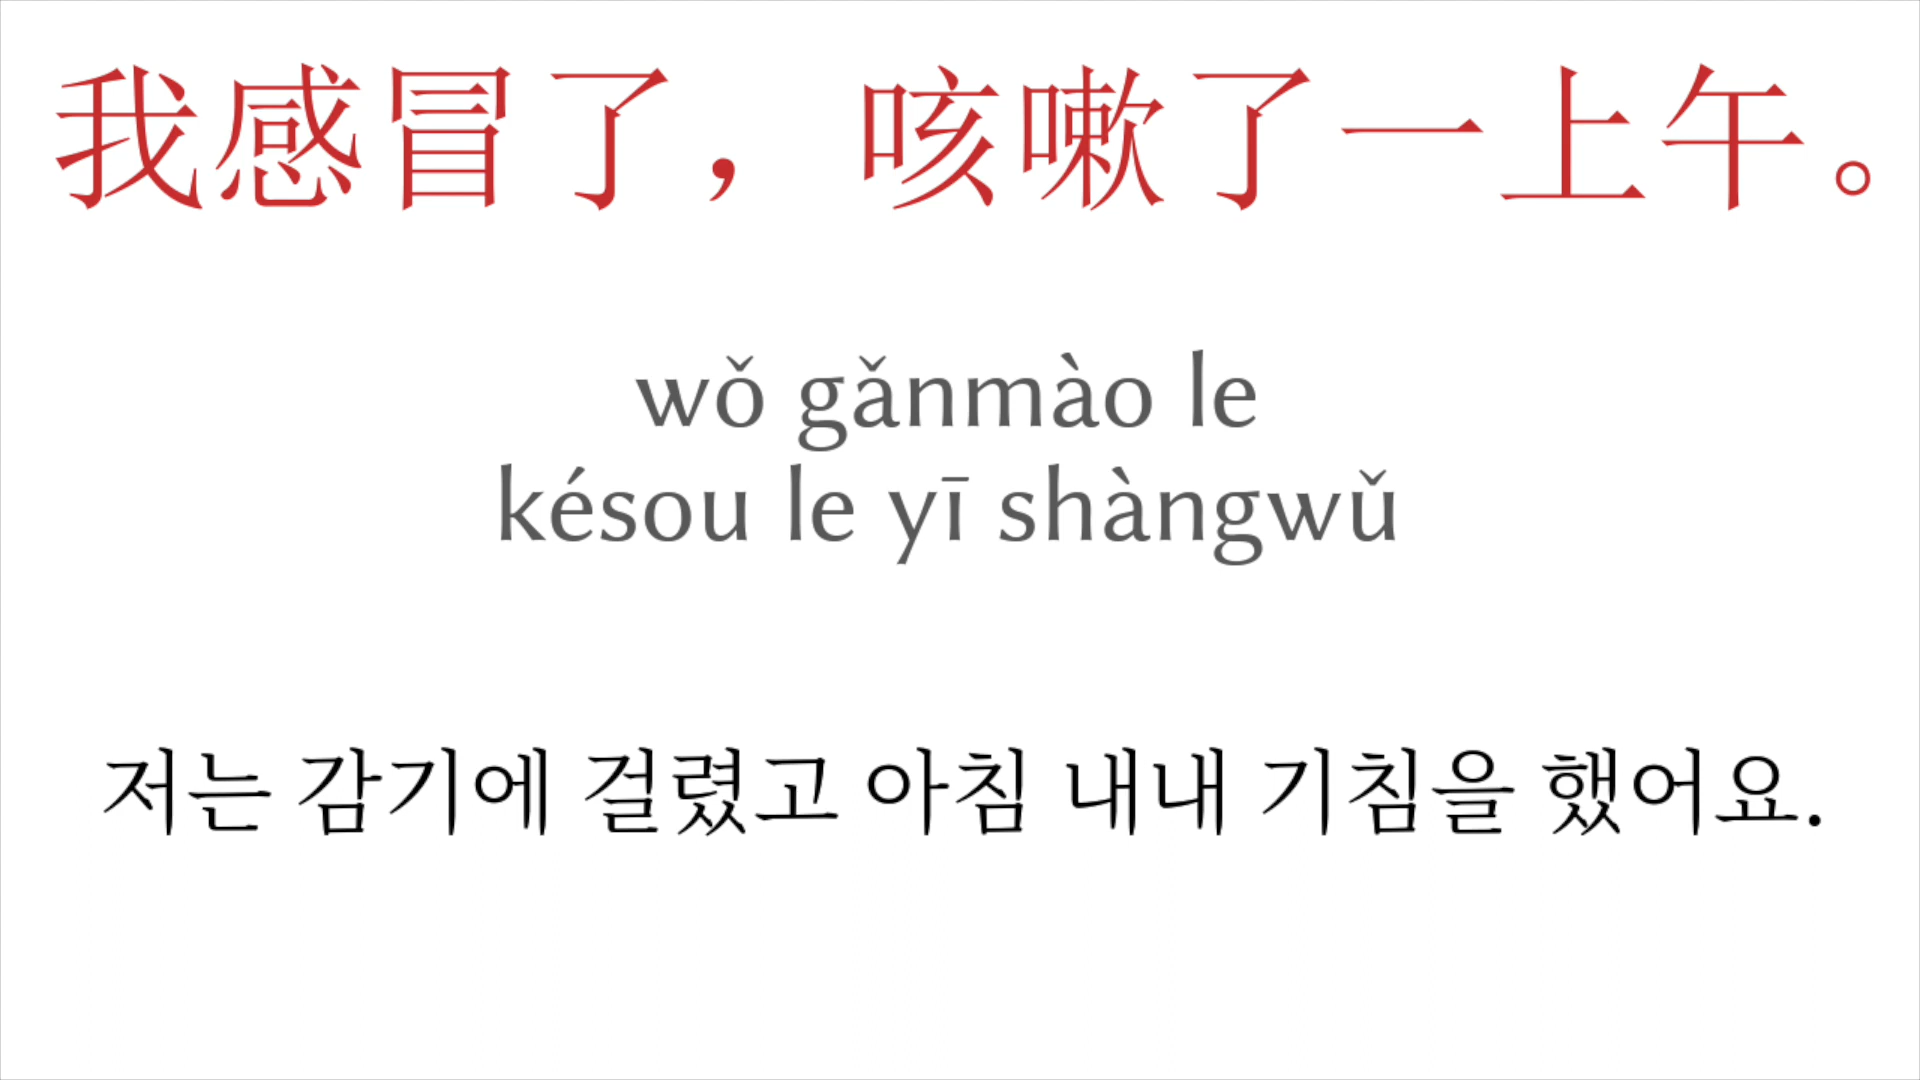 我感冒了，咳嗽了一上午。
wǒ gǎnmào le
késou le yī shàngwǔ
저는 감기에 걸렸고 아침 내내 기침을 했어요.